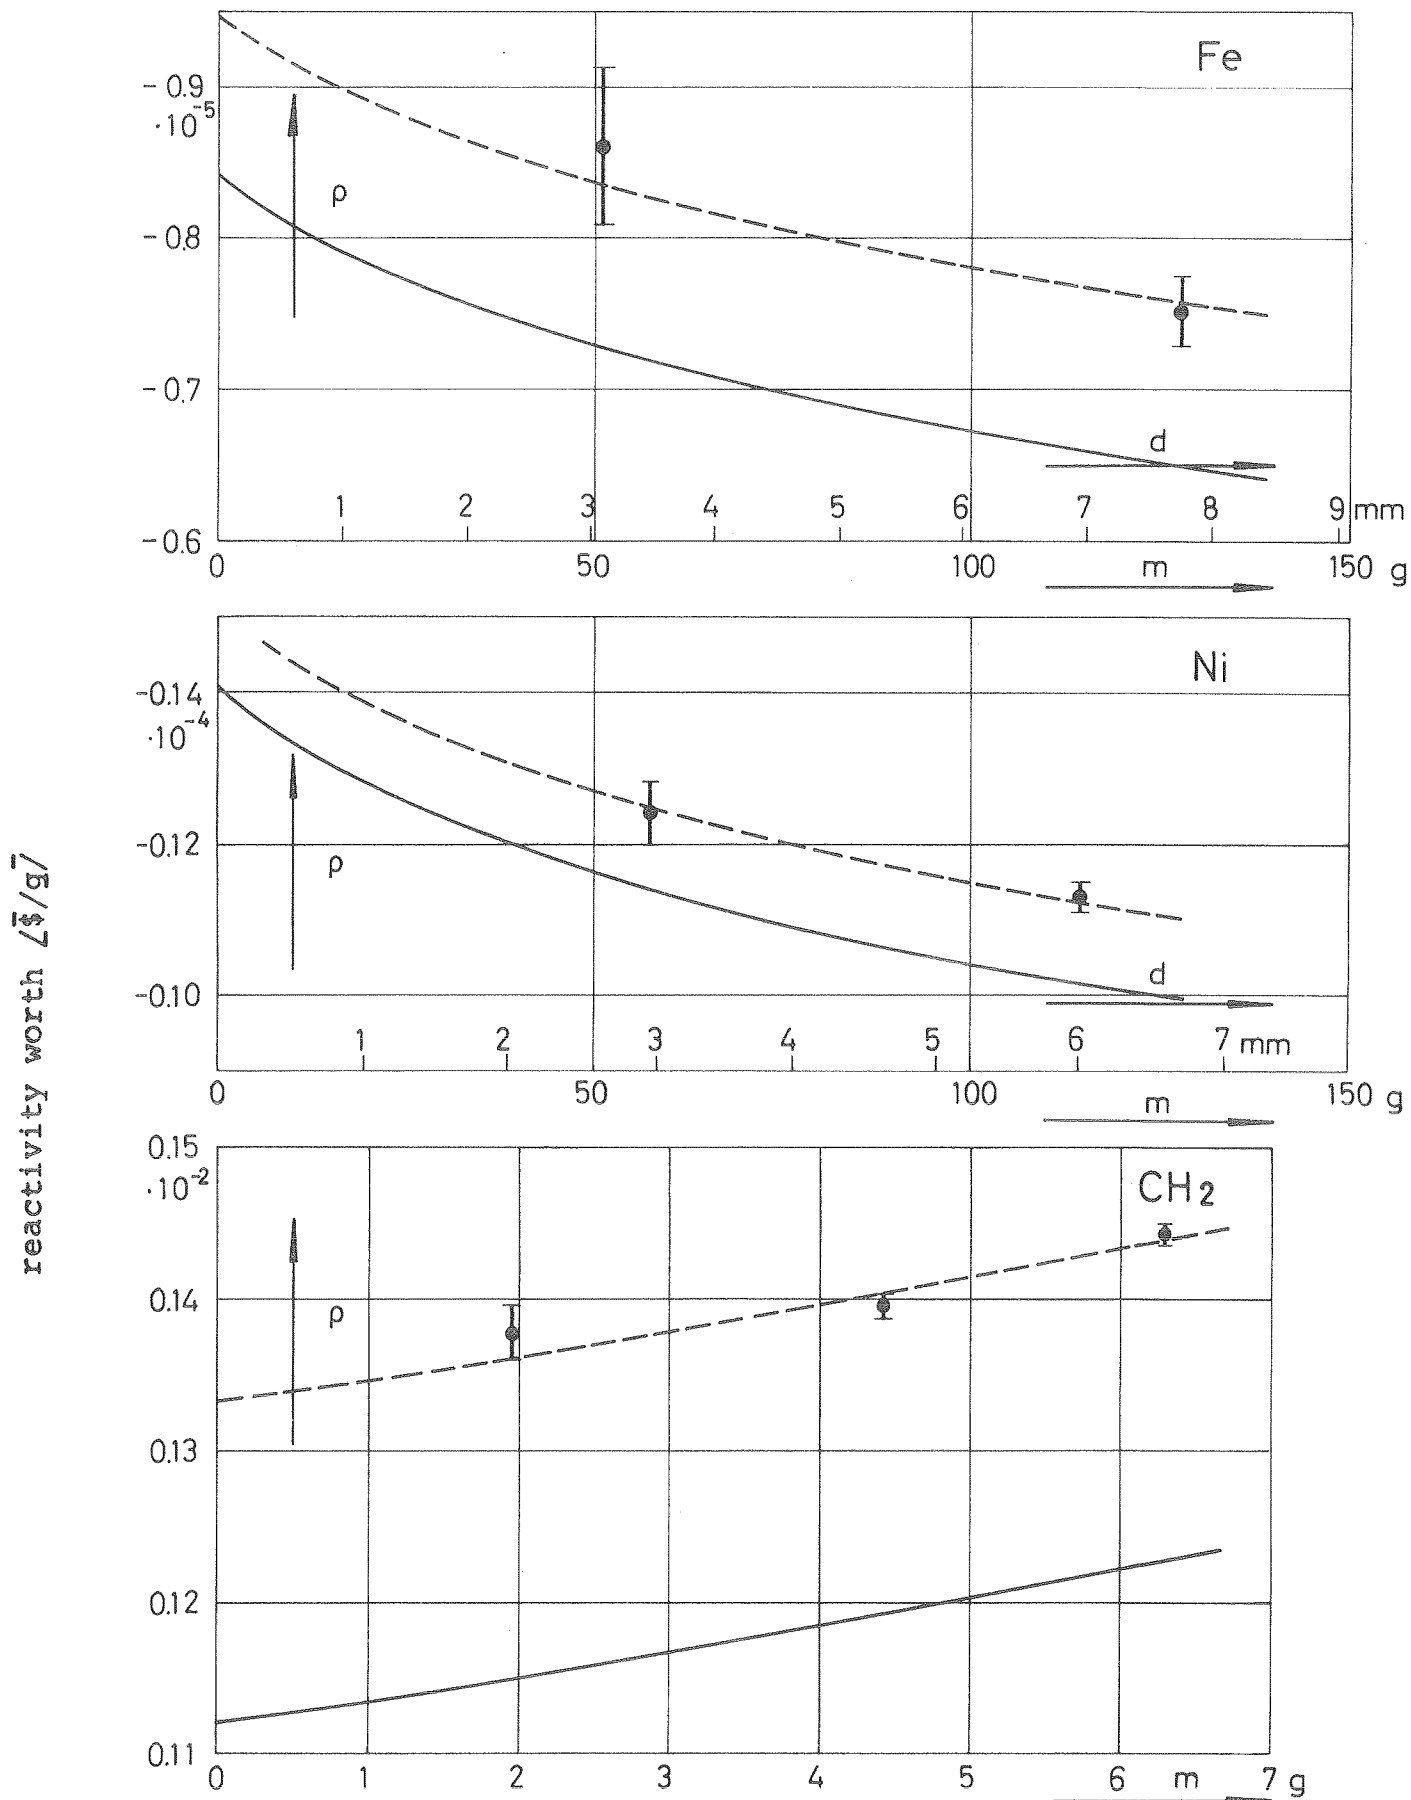 Fe
-0.9
·10⁻⁵
ρ
-0.8
-0.7
d
1 2 3 4 5 6 7 8 9 mm
-0.6
0 50 100 m 150 g
Ni
-0.14
·10⁻⁴
-0.12
ρ
d
-0.10
1 2 3 4 5 6 7 mm
0 50 100 m 150 g
reactivity worth [$/g]
0.15
·10⁻²
CH₂
0.14
ρ
0.13
0.12
0.11
0 1 2 3 4 5 6 m 7 g